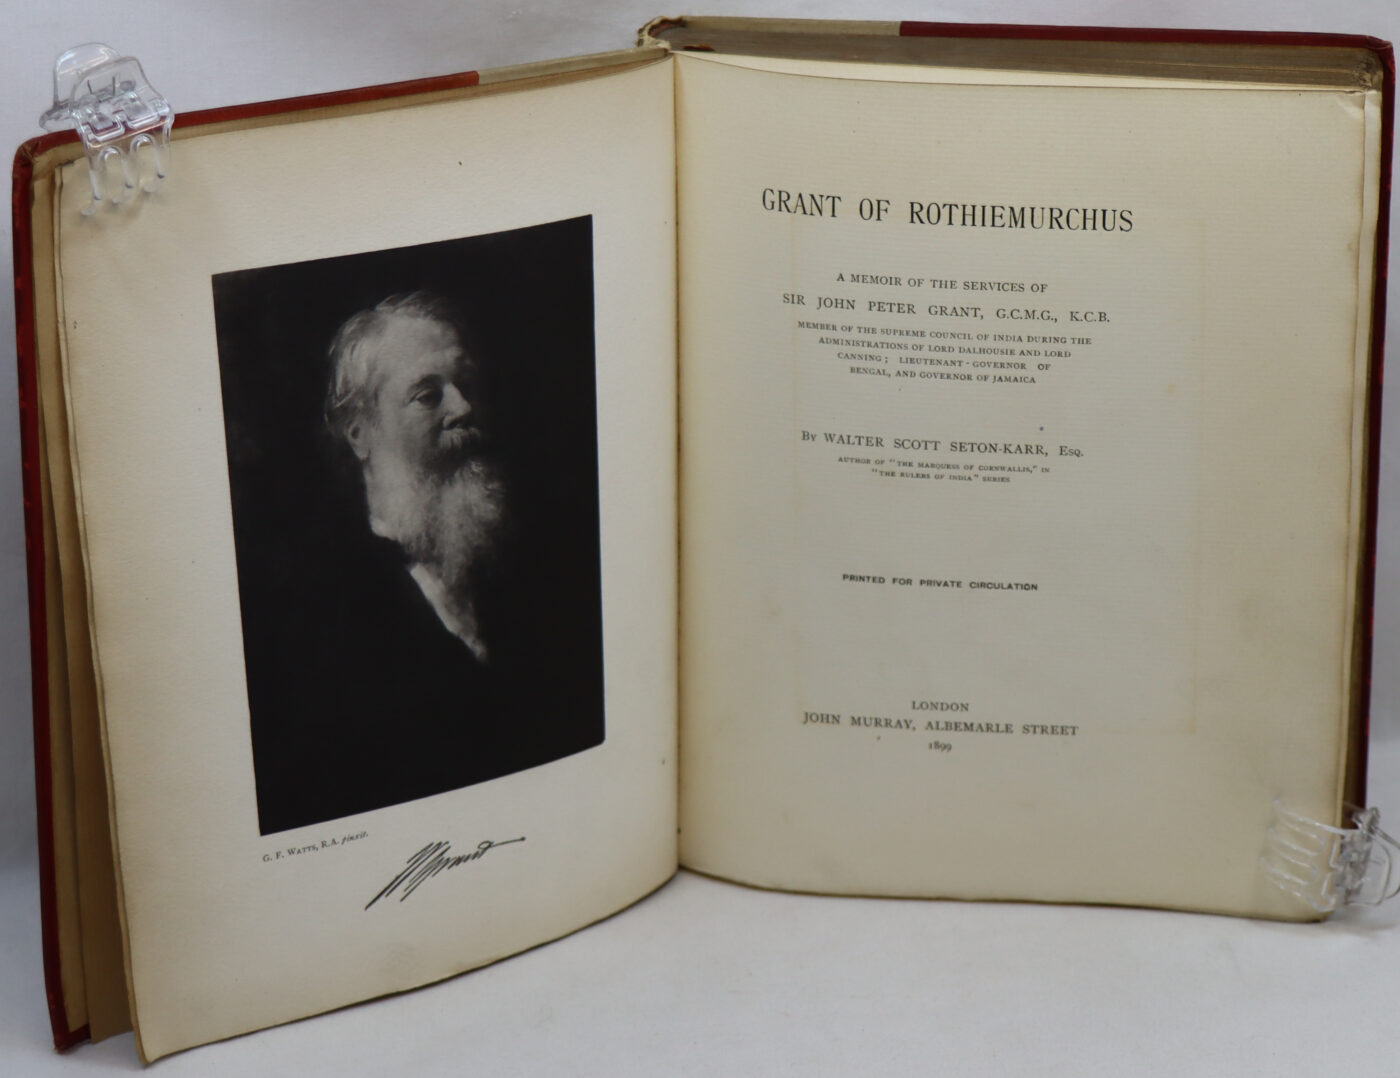 G. F. WATTS, R.A. pinxit.
GRANT OF ROTHIEMURCHUS
A MEMOIR OF THE SERVICES OF
SIR JOHN PETER GRANT, G.C.M.G., K.C.B.
MEMBER OF THE SUPREME COUNCIL OF INDIA DURING THE
ADMINISTRATIONS OF LORD DALHOUSIE AND LORD
CANNING; LIEUTENANT-GOVERNOR OF
BENGAL, AND GOVERNOR OF JAMAICA
By WALTER SCOTT SETON-KARR, Esq.
AUTHOR OF "THE MARQUESS OF CORNWALLIS," IN
"THE RULERS OF INDIA" SERIES
PRINTED FOR PRIVATE CIRCULATION
LONDON
JOHN MURRAY, ALBEMARLE STREET
1899